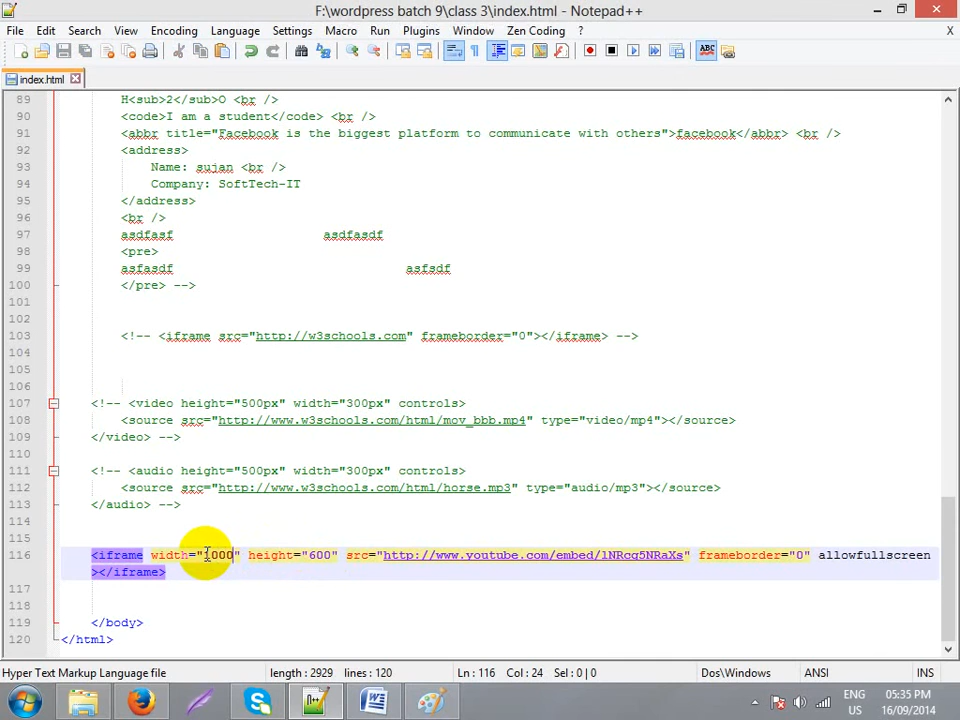 F:\wordpress batch 9\class 3\index.html - Notepad++
File Edit Search View Encoding Language Settings Macro Run Plugins Window Zen Coding ? X
index.html
89 H<sub>2</sub>O <br />
90 <code>I am a student</code> <br />
91 <abbr title="Facebook is the biggest platform to communicate with others">facebook</abbr> <br />
92 <address>
93 Name: sujan <br />
94 Company: SoftTech-IT
95 </address>
96 <br />
97 asdfasf asdfasdf
98 <pre>
99 asfasdf asfsdf
100 </pre> -->
101
102
103 <!-- <iframe src="http://w3schools.com" frameborder="0"></iframe> -->
104
105
106
107 <!-- <video height="500px" width="300px" controls>
108 <source src="http://www.w3schools.com/html/mov_bbb.mp4" type="video/mp4"></source>
109 </video> -->
110
111 <!-- <audio height="500px" width="300px" controls>
112 <source src="http://www.w3schools.com/html/horse.mp3" type="audio/mp3"></source>
113 </audio> -->
114
115
116 <iframe width="1000" height="600" src="http://www.youtube.com/embed/lNRcg5NRaXs" frameborder="0" allowfullscreen
></iframe>
117
118
119 </body>
120 </html>
Hyper Text Markup Language file length : 2929 lines : 120 Ln : 116 Col : 24 Sel : 0 | 0 Dos\Windows ANSI INS
ENG 05:35 PM
US 16/09/2014